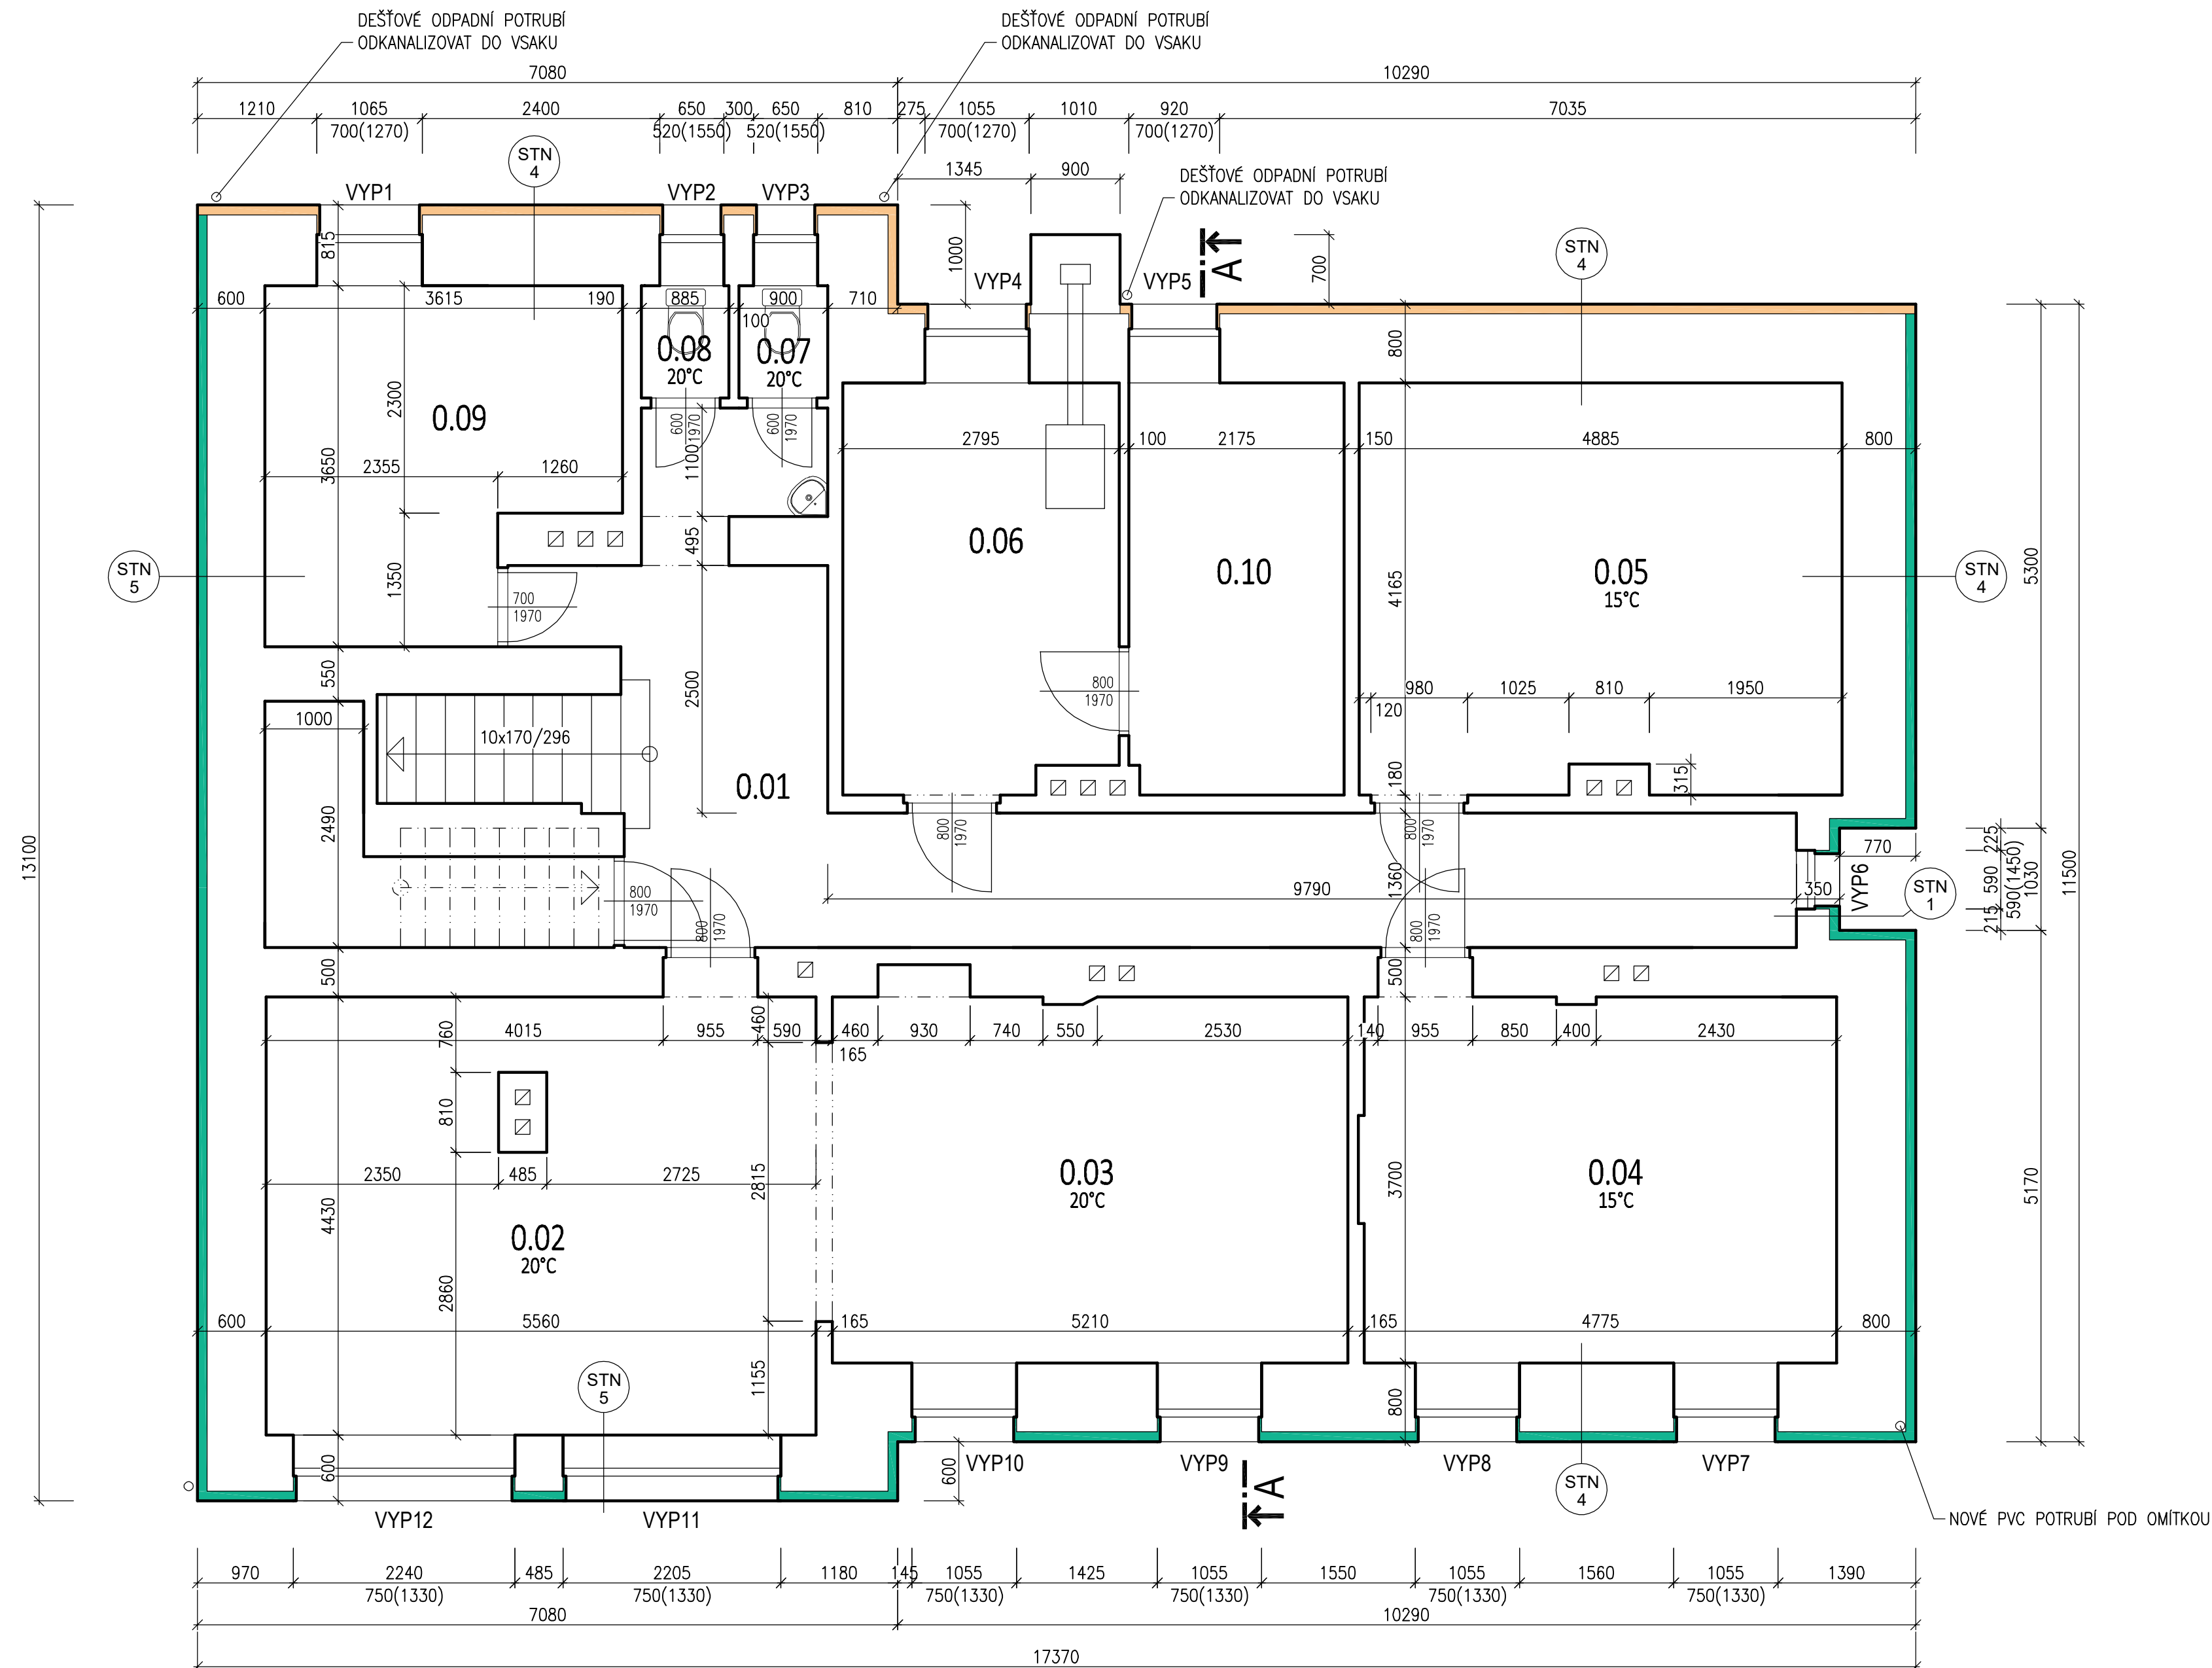 DEŠŤOVÉ ODPADNÍ POTRUBÍ
ODKANALIZOVAT DO VSAKU
DEŠŤOVÉ ODPADNÍ POTRUBÍ
ODKANALIZOVAT DO VSAKU
7080 10290
1210 1065 2400 650 300 650 810 275 1055 1010 920 7035
700(1270) 520(1550) 520(1550) 700(1270) 700(1270)
STN
4
1345 900
DEŠŤOVÉ ODPADNÍ POTRUBÍ
ODKANALIZOVAT DO VSAKU
VYP1 VYP2 VYP3
815
1000
A
700
STN
4
VYP4 VYP5
600 3615 190 885 900 710
100
0.08
20°C
0.07
20°C
800
2300
0.09
600
1970
600
1970
3650
1100
2355 1260
2795 100 2175 150 4885 800
495
0.06
0.10
0.05
15°C
STN
5
STN
4
5300
1350
700
1970
4165
550
2500
800
1970
980 1025 810 1950
120
1000
10x170/296
0.01
180
315
2490
800
1970
800
1970
13100
225
590
590(1450)
215
1030
11500
770
1360
9790
350
VYP6
STN
1
800
1970
800
1970
800
1970
500
500
760
4015 955 460 590 460 930 740 550 2530 140 955 850 400 2430
165
810
2350 485 2725
2815
3700
0.03
20°C
0.04
15°C
5170
4430
0.02
20°C
2860
600 5560 165 5210 165 4775 800
STN
5
1155
800
600
600
VYP10 VYP9 VYP8 VYP7
A
STN
4
VYP12 VYP11
NOVÉ PVC POTRUBÍ POD OMÍTKOU
970 2240 485 2205 1180 145 1055 1425 1055 1550 1055 1560 1055 1390
750(1330) 750(1330) 750(1330) 750(1330) 750(1330) 750(1330)
7080 10290
17370